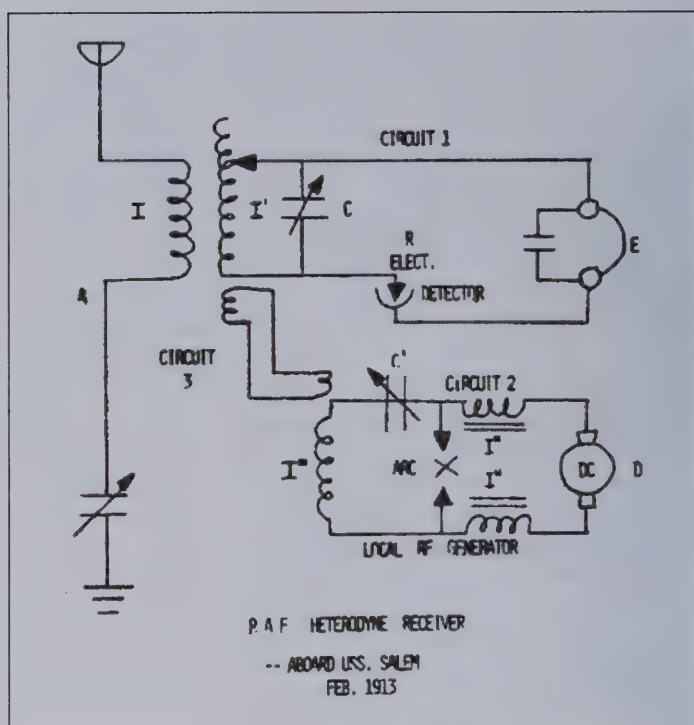 CIRCUIT 1
I
I'
C
R
ELECT.
DETECTOR
E
A
CIRCUIT
3
C'
CIRCUIT 2
I"
I"
ARC
I"
DC
D
LOCAL RF GENERATOR
R A F HETERODYNE RECEIVER
-- ABOARD USS. SALEM
FEB. 1913